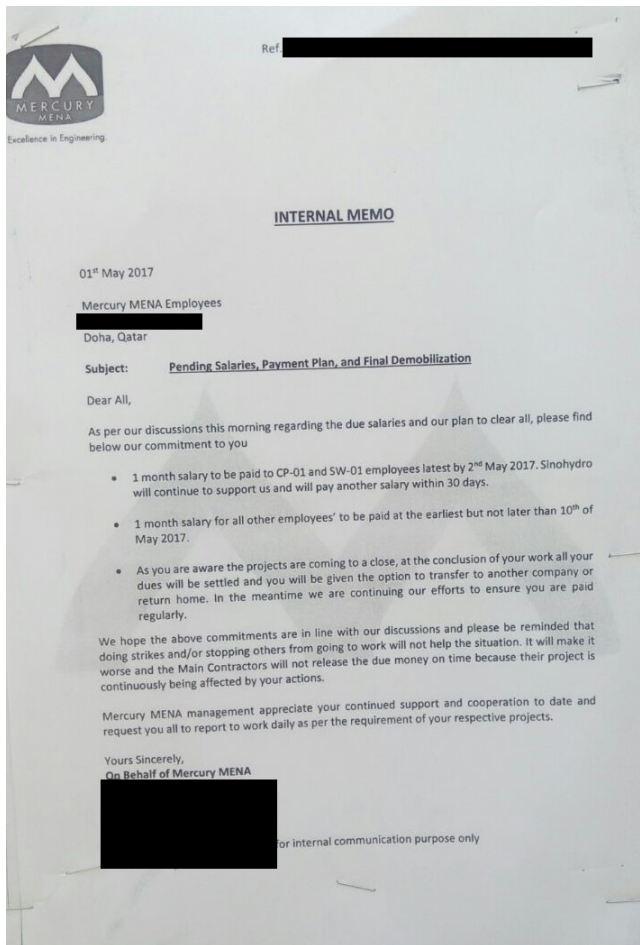 Ref.
MERCURY
MENA
Excellence in Engineering.
INTERNAL MEMO
01st May 2017
Mercury MENA Employees
Doha, Qatar
Subject: Pending Salaries, Payment Plan, and Final Demobilization
Dear All,
As per our discussions this morning regarding the due salaries and our plan to clear all, please find
below our commitment to you
• 1 month salary to be paid to CP-01 and SW-01 employees latest by 2nd May 2017. Sinohydro
will continue to support us and will pay another salary within 30 days.
• 1 month salary for all other employees' to be paid at the earliest but not later than 10th of
May 2017.
• As you are aware the projects are coming to a close, at the conclusion of your work all your
dues will be settled and you will be given the option to transfer to another company or
return home. In the meantime we are continuing our efforts to ensure you are paid
regularly.
We hope the above commitments are in line with our discussions and please be reminded that
doing strikes and/or stopping others from going to work will not help the situation. It will make it
worse and the Main Contractors will not release the due money on time because their project is
continuously being affected by your actions.
Mercury MENA management appreciate your continued support and cooperation to date and
request you all to report to work daily as per the requirement of your respective projects.
Yours Sincerely,
On Behalf of Mercury MENA
for internal communication purpose only